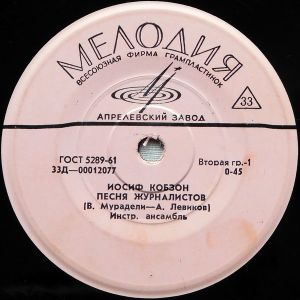 МЕЛОДИЯ
ВСЕСОЮЗНАЯ ФИРМА ГРАМПЛАСТИНОК
33
АПРЕЛЕВСКИЙ ЗАВОД
ГОСТ 5289-61
33Д—00012077
Вторая гр.-1
0-45
ИОСИФ КОБЗОН
ПЕСНЯ ЖУРНАЛИСТОВ
(В. Мурадели—А. Левиков)
Инстр. ансамбль